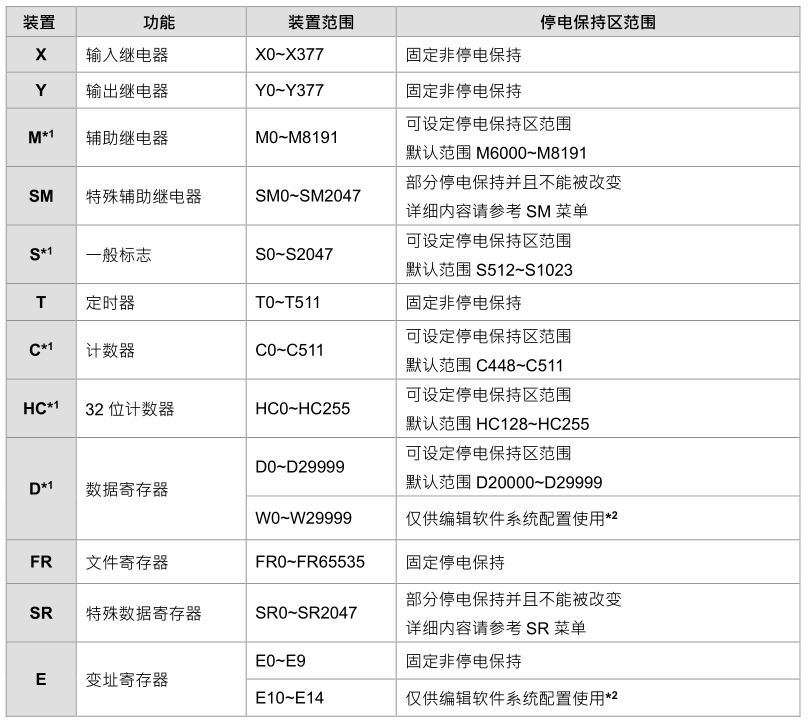 装置 功能 装置范围 停电保持区范围
X 输入继电器 X0~X377 固定非停电保持
Y 输出继电器 Y0~Y377 固定非停电保持
M*1 辅助继电器 M0~M8191 可设定停电保持区范围
默认范围 M6000~M8191
SM 特殊辅助继电器 SM0~SM2047 部分停电保持并且不能被改变
详细内容请参考 SM 菜单
S*1 一般标志 S0~S2047 可设定停电保持区范围
默认范围 S512~S1023
T 定时器 T0~T511 固定非停电保持
C*1 计数器 C0~C511 可设定停电保持区范围
默认范围 C448~C511
HC*1 32 位计数器 HC0~HC255 可设定停电保持区范围
默认范围 HC128~HC255
D*1 数据寄存器 D0~D29999 可设定停电保持区范围
默认范围 D20000~D29999
W0~W29999 仅供编辑软件系统配置使用*2
FR 文件寄存器 FR0~FR65535 固定停电保持
SR 特殊数据寄存器 SR0~SR2047 部分停电保持并且不能被改变
详细内容请参考 SR 菜单
E 变址寄存器 E0~E9 固定非停电保持
E10~E14 仅供编辑软件系统配置使用*2